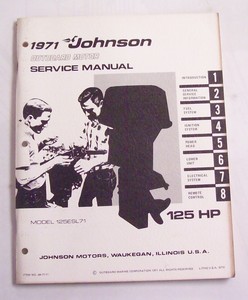 1971 Johnson
OUTBOARD MOTOR
SERVICE MANUAL
INTRODUCTION 1
GENERAL SERVICE INFORMATION 2
FUEL SYSTEM 3
IGNITION SYSTEM 4
POWER HEAD 5
LOWER UNIT 6
ELECTRICAL SYSTEM 7
REMOTE CONTROL 8
MODEL 125ESL71
125 HP
JOHNSON MOTORS, WAUKEGAN, ILLINOIS U.S.A.